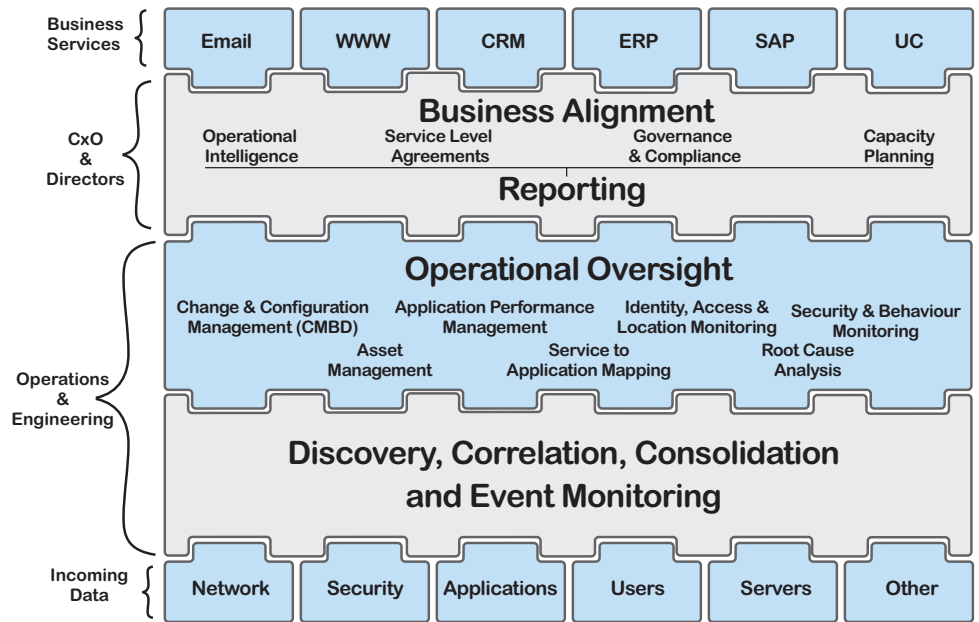 Business
Services
Email
WWW
CRM
ERP
SAP
UC
CxO
&
Directors
Business Alignment
Operational
Intelligence
Service Level
Agreements
Governance
& Compliance
Capacity
Planning
Reporting
Operations
&
Engineering
Operational Oversight
Change & Configuration
Management (CMBD)
Application Performance
Management
Identity, Access &
Location Monitoring
Security & Behaviour
Monitoring
Asset
Management
Service to
Application Mapping
Root Cause
Analysis
Discovery, Correlation, Consolidation
and Event Monitoring
Incoming
Data
Network
Security
Applications
Users
Servers
Other